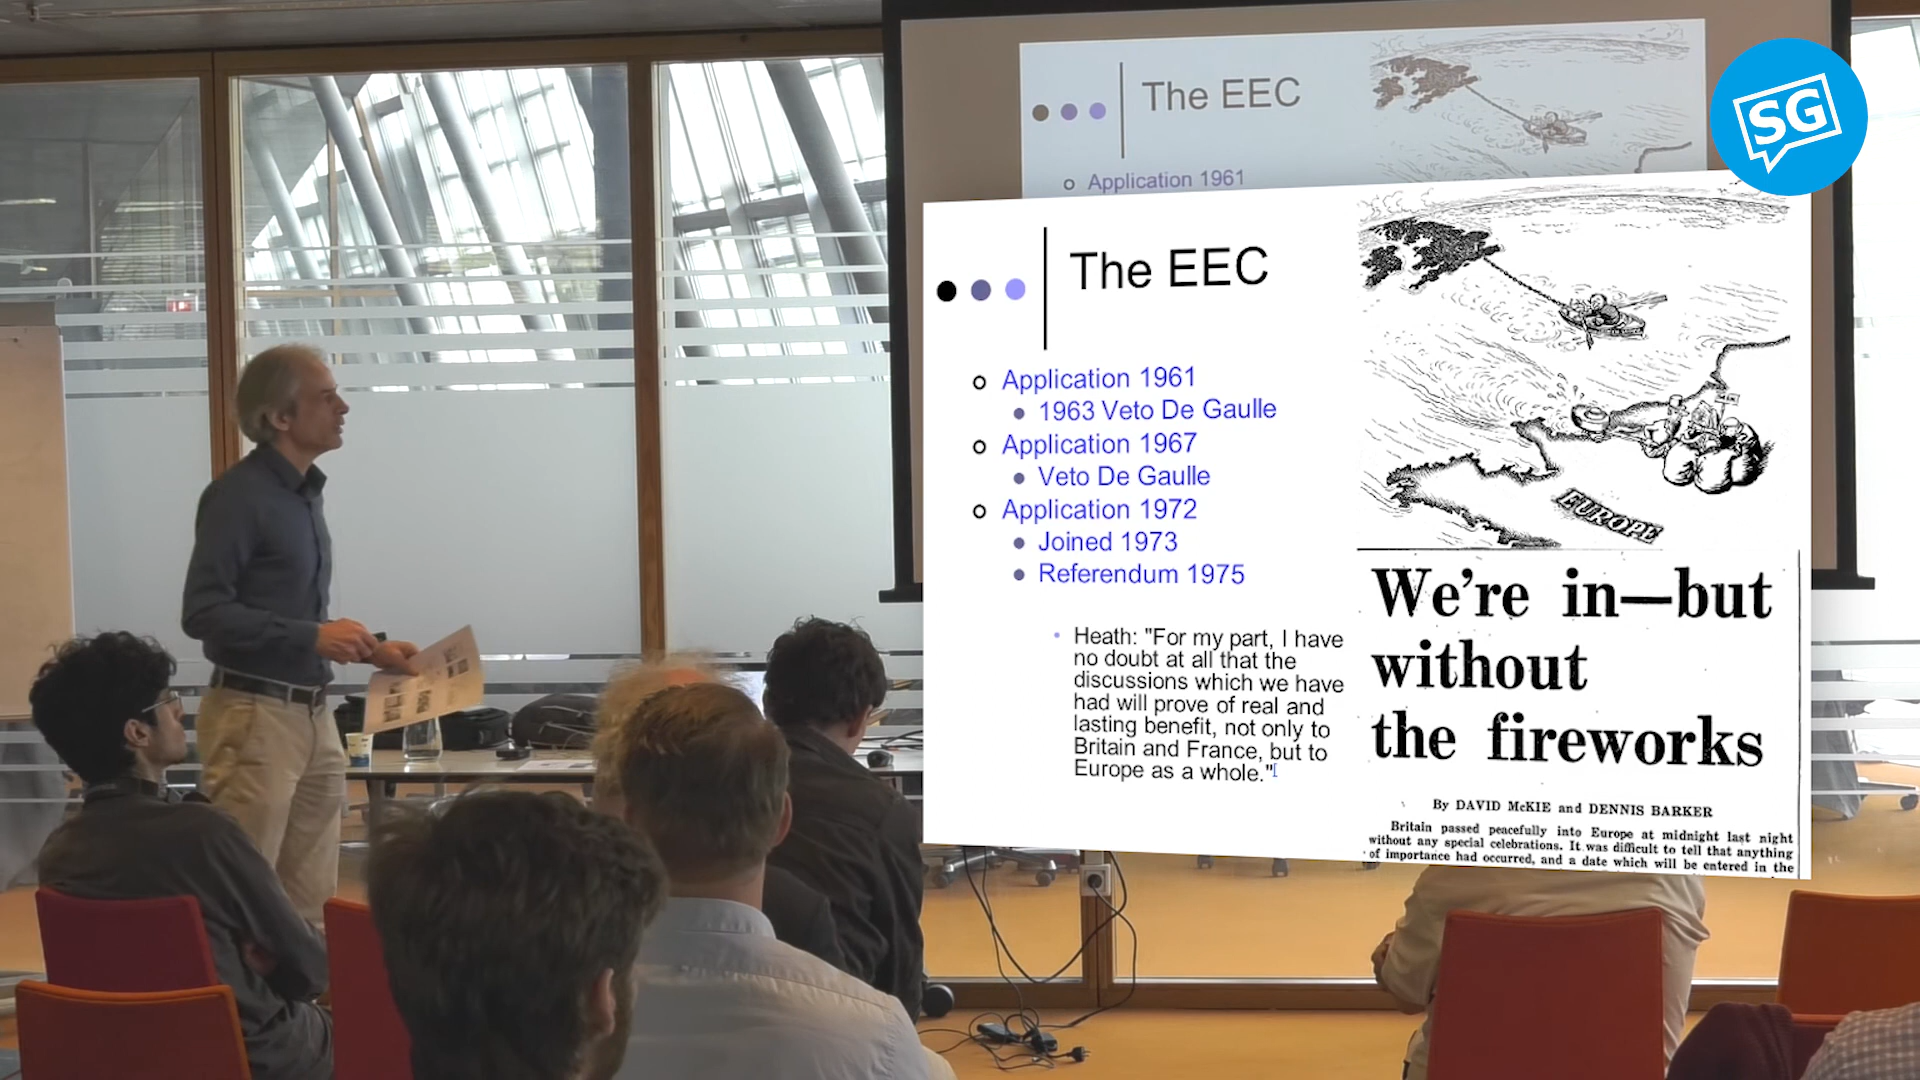 The EEC
Application 1961
SG
The EEC
Application 1961
1963 Veto De Gaulle
Application 1967
Veto De Gaulle
Application 1972
Joined 1973
Referendum 1975
Heath: "For my part, I have
no doubt at all that the
discussions which we have
had will prove of real and
lasting benefit, not only to
Britain and France, but to
Europe as a whole."[
EUROPE
We're in—but
without
the fireworks
By DAVID McKIE and DENNIS BARKER
Britain passed peacefully into Europe at midnight last night
without any special celebrations. It was difficult to tell that anything
of importance had occurred, and a date which will be entered in the